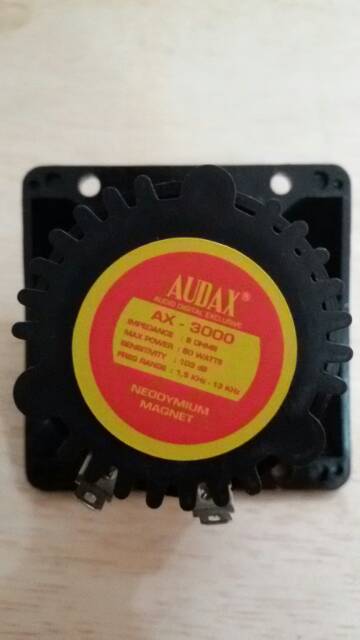 AUDAX®
AUDIO DIGITAL EXCLUSIVE
AX - 3000
IMPEDANCE : 8 OHMS
MAX POWER : 80 WATTS
SENSITIVITY : 103 dB
FREQ RANGE : 1,5 KHz - 13 KHz
NEODYMIUM
MAGNET